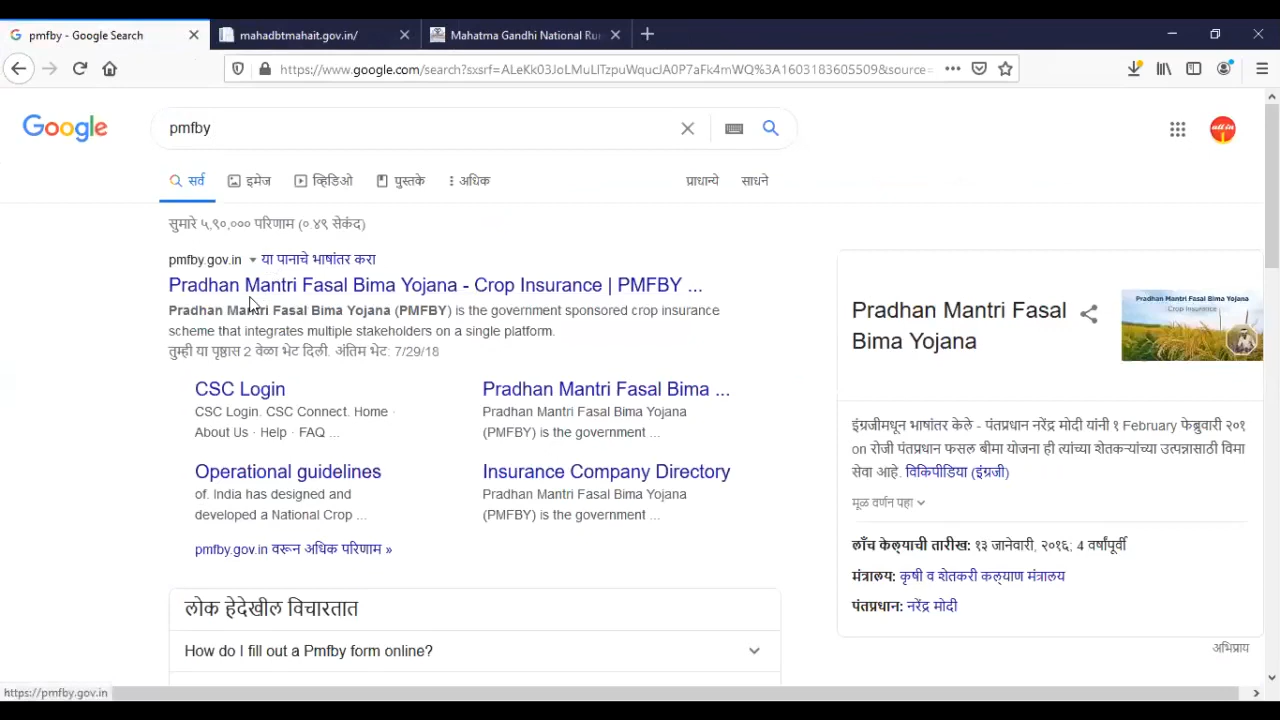 pmfby - Google Search
mahadbtmahait.gov.in/
Mahatma Gandhi National Ru
https://www.google.com/search?sxsrf=ALeKk03JoLMuLlTzpuWqucJA0P7aFk4mWQ%3A1603183605509&source=
Google
pmfby
all in
सर्व
इमेज
व्हिडिओ
पुस्तके
अधिक
प्राधान्ये
साधने
सुमारे ५,९०,००० परिणाम (०.४९ सेकंद)
pmfby.gov.in ▾ या पानाचे भाषांतर करा
Pradhan Mantri Fasal Bima Yojana - Crop Insurance | PMFBY ...
Pradhan Mantri Fasal Bima Yojana (PMFBY) is the government sponsored crop insurance
scheme that integrates multiple stakeholders on a single platform.
तुम्ही या पृष्ठास 2 वेळा भेट दिली. अंतिम भेट: 7/29/18
CSC Login
CSC Login. CSC Connect. Home ·
About Us · Help · FAQ ...
Pradhan Mantri Fasal Bima ...
Pradhan Mantri Fasal Bima Yojana
(PMFBY) is the government ...
Operational guidelines
of. India has designed and
developed a National Crop ...
Insurance Company Directory
Pradhan Mantri Fasal Bima Yojana
(PMFBY) is the government ...
pmfby.gov.in वरून अधिक परिणाम »
लोक हेदेखील विचारतात
How do I fill out a Pmfby form online?
Pradhan Mantri Fasal
Bima Yojana
Pradhan Mantri Fasal Bima Yojana
Crop Insurance
इंग्रजीमधून भाषांतर केले - पंतप्रधान नरेंद्र मोदी यांनी १ February फेब्रुवारी २०१
on रोजी पंतप्रधान फसल बीमा योजना ही त्यांच्या शेतकऱ्यांच्या उत्पन्नासाठी विमा
सेवा आहे. विकिपीडिया (इंग्रजी)
मूळ वर्णन पहा
लाँच केल्याची तारीख: १३ जानेवारी, २०१६; 4 वर्षांपूर्वी
मंत्रालय: कृषी व शेतकरी कल्याण मंत्रालय
पंतप्रधान: नरेंद्र मोदी
अभिप्राय
https://pmfby.gov.in